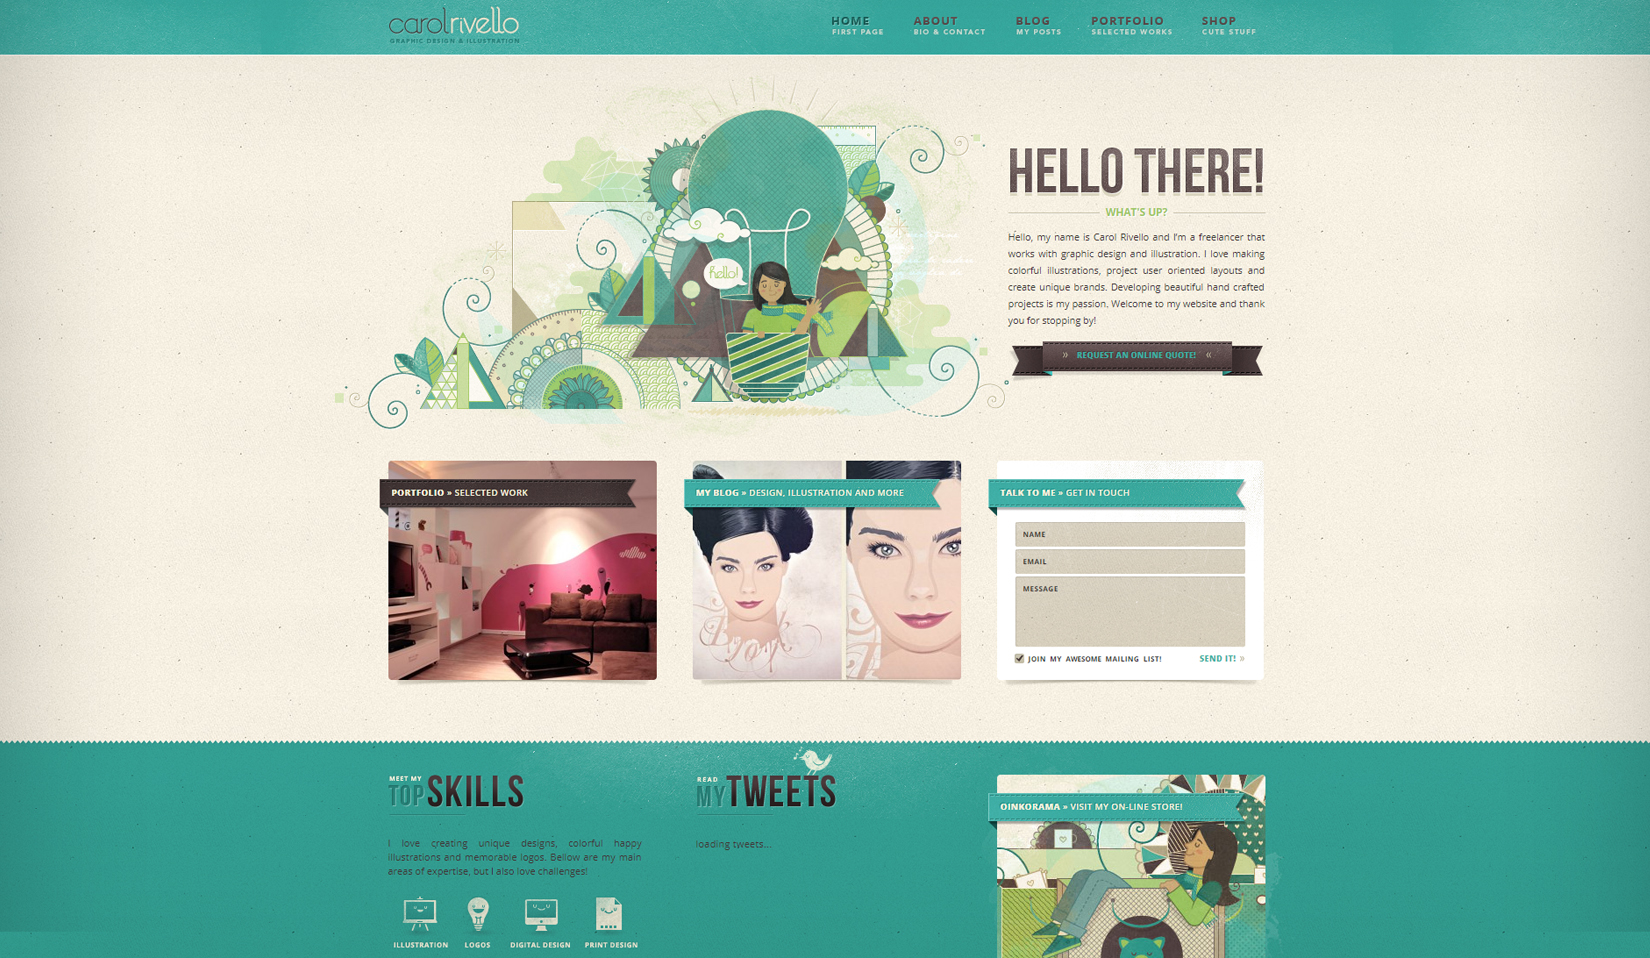 carolrivello
GRAPHIC DESIGN & ILLUSTRATION
HOME
FIRST PAGE
ABOUT
BIO & CONTACT
BLOG
MY POSTS
PORTFOLIO
SELECTED WORKS
SHOP
CUTE STUFF
hello!
HELLO THERE!
WHAT'S UP?
Hello, my name is Carol Rivello and I'm a freelancer that
works with graphic design and illustration. I love making
colorful illustrations, project user oriented layouts and
create unique brands. Developing beautiful hand crafted
projects is my passion. Welcome to my website and thank
you for stopping by!
» REQUEST AN ONLINE QUOTE! «
PORTFOLIO » SELECTED WORK
MY BLOG » DESIGN, ILLUSTRATION AND MORE
TALK TO ME » GET IN TOUCH
NAME
EMAIL
MESSAGE
JOIN MY AWESOME MAILING LIST!
SEND IT! »
MEET MY
TOP SKILLS
I love creating unique designs, colorful happy
illustrations and memorable logos. Bellow are my main
areas of expertise, but I also love challenges!
ILLUSTRATION
LOGOS
DIGITAL DESIGN
PRINT DESIGN
READ
MY TWEETS
loading tweets...
OINKORAMA » VISIT MY ON-LINE STORE!